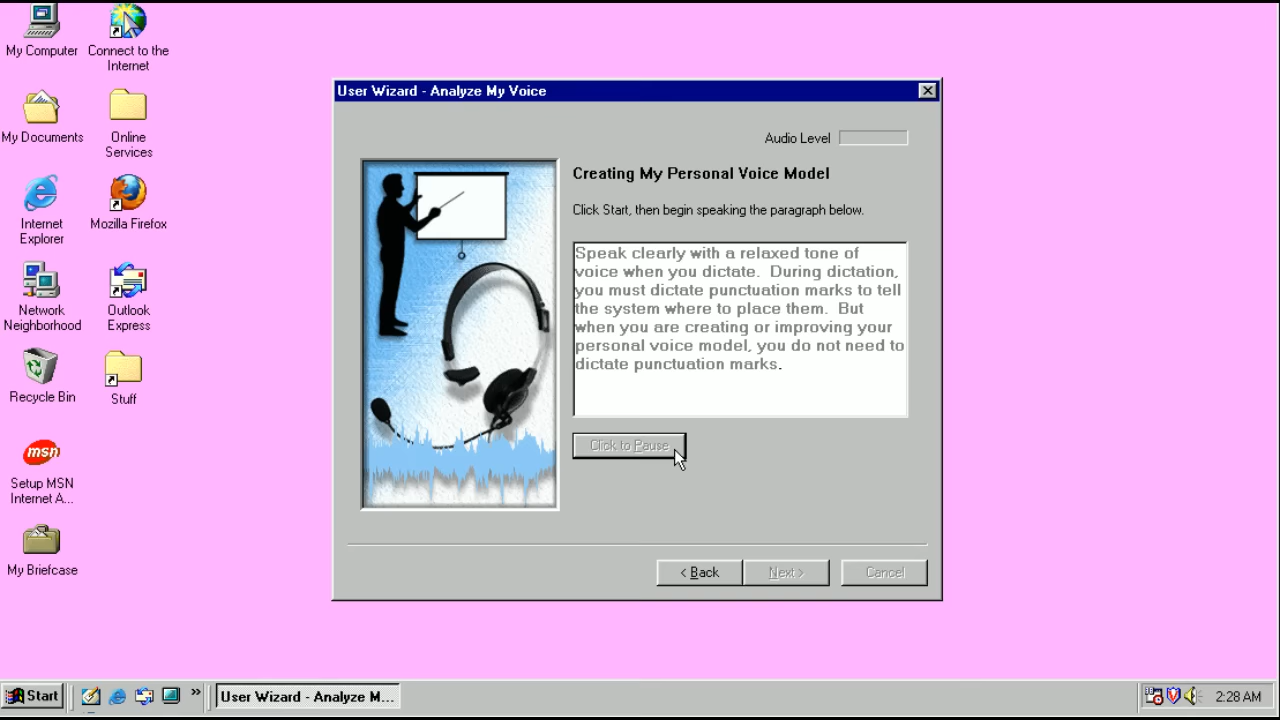 My Computer
Connect to the
Internet
My Documents
Online
Services
Internet
Explorer
Mozilla Firefox
Network
Neighborhood
Outlook
Express
Recycle Bin
Stuff
msn
Setup MSN
Internet A...
My Briefcase
User Wizard - Analyze My Voice
Audio Level
Creating My Personal Voice Model
Click Start, then begin speaking the paragraph below.
Speak clearly with a relaxed tone of
voice when you dictate.  During dictation,
you must dictate punctuation marks to tell
the system where to place them.  But
when you are creating or improving your
personal voice model, you do not need to
dictate punctuation marks.
Click to Pause
< Back
Next >
Cancel
Start
»
User Wizard - Analyze M...
2:28 AM